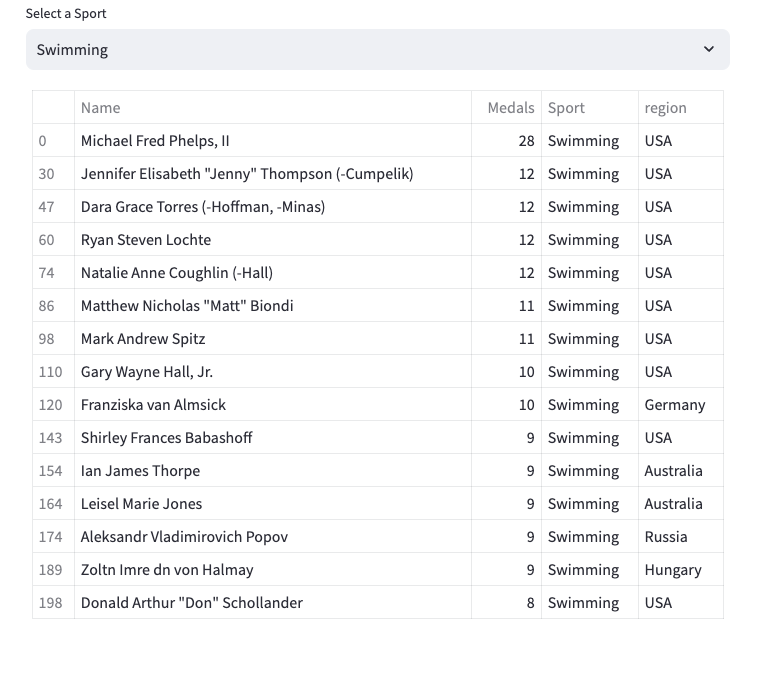 Select a Sport
Swimming
Name Medals Sport region
0 Michael Fred Phelps, II 28 Swimming USA
30 Jennifer Elisabeth "Jenny" Thompson (-Cumpelik) 12 Swimming USA
47 Dara Grace Torres (-Hoffman, -Minas) 12 Swimming USA
60 Ryan Steven Lochte 12 Swimming USA
74 Natalie Anne Coughlin (-Hall) 12 Swimming USA
86 Matthew Nicholas "Matt" Biondi 11 Swimming USA
98 Mark Andrew Spitz 11 Swimming USA
110 Gary Wayne Hall, Jr. 10 Swimming USA
120 Franziska van Almsick 10 Swimming Germany
143 Shirley Frances Babashoff 9 Swimming USA
154 Ian James Thorpe 9 Swimming Australia
164 Leisel Marie Jones 9 Swimming Australia
174 Aleksandr Vladimirovich Popov 9 Swimming Russia
189 Zoltn Imre dn von Halmay 9 Swimming Hungary
198 Donald Arthur "Don" Schollander 8 Swimming USA